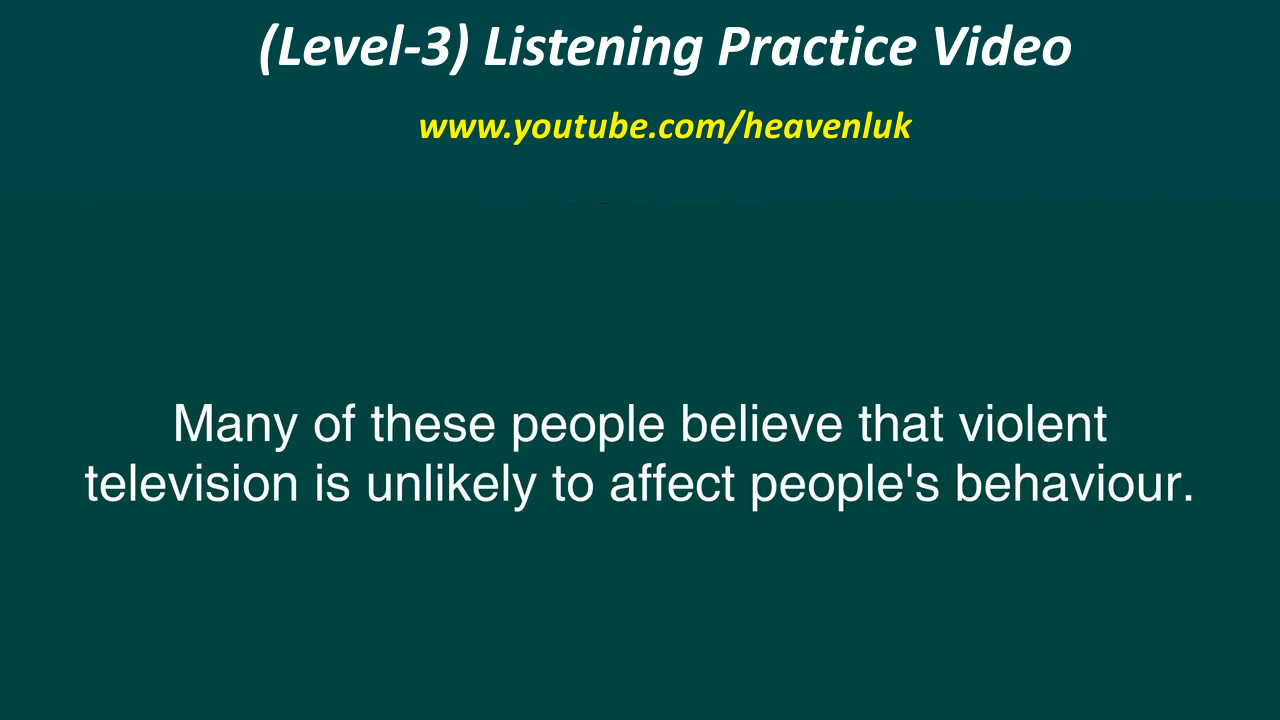 (Level-3) Listening Practice Video
www.youtube.com/heavenluk
Many of these people believe that violent
television is unlikely to affect people's behaviour.